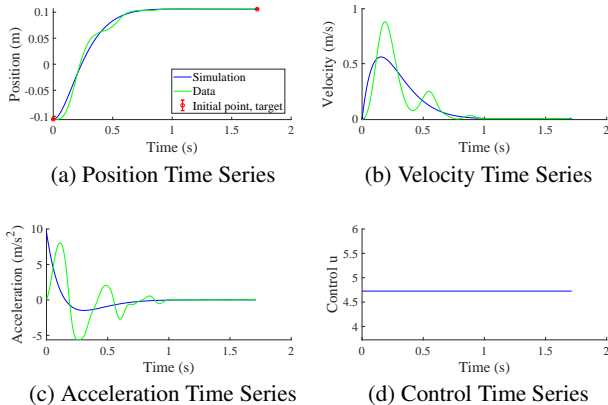 0.1
0.05
0
-0.05
-0.1
Position (m)
Simulation
Data
Initial point, target
0 0.5 1 1.5 2
Time (s)
(a) Position Time Series
1
0.5
0
Velocity (m/s)
0 0.5 1 1.5 2
Time (s)
(b) Velocity Time Series
10
5
0
-5
Acceleration (m/s²)
0 0.5 1 1.5 2
Time (s)
(c) Acceleration Time Series
6
5.5
5
4.5
4
Control u
0 0.5 1 1.5 2
Time (s)
(d) Control Time Series